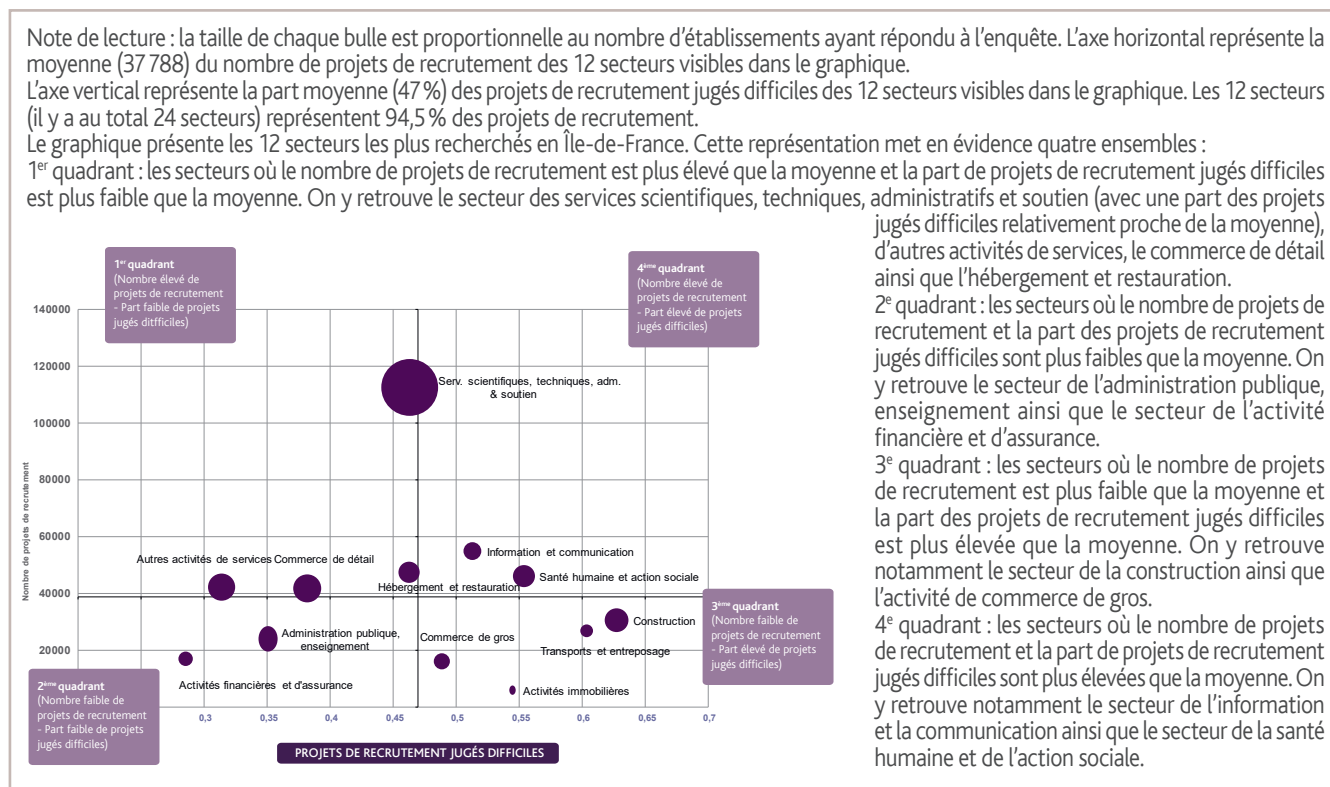 Note de lecture : la taille de chaque bulle est proportionnelle au nombre d'établissements ayant répondu à l'enquête. L'axe horizontal représente la
moyenne (37 788) du nombre de projets de recrutement des 12 secteurs visibles dans le graphique.
L'axe vertical représente la part moyenne (47 %) des projets de recrutement jugés difficiles des 12 secteurs visibles dans le graphique. Les 12 secteurs
(il y a au total 24 secteurs) représentent 94,5 % des projets de recrutement.
Le graphique présente les 12 secteurs les plus recherchés en Île-de-France. Cette représentation met en évidence quatre ensembles :
1er quadrant : les secteurs où le nombre de projets de recrutement est plus élevé que la moyenne et la part de projets de recrutement jugés difficiles
est plus faible que la moyenne. On y retrouve le secteur des services scientifiques, techniques, administratifs et soutien (avec une part des projets
jugés difficiles relativement proche de la moyenne),
d'autres activités de services, le commerce de détail
ainsi que l'hébergement et restauration.
2e quadrant : les secteurs où le nombre de projets de
recrutement et la part des projets de recrutement
jugés difficiles sont plus faibles que la moyenne. On
y retrouve le secteur de l'administration publique,
enseignement ainsi que le secteur de l'activité
financière et d'assurance.
3e quadrant : les secteurs où le nombre de projets
de recrutement est plus faible que la moyenne et
la part des projets de recrutement jugés difficiles
est plus élevée que la moyenne. On y retrouve
notamment le secteur de la construction ainsi que
l'activité de commerce de gros.
4e quadrant : les secteurs où le nombre de projets
de recrutement et la part de projets de recrutement
jugés difficiles sont plus élevées que la moyenne. On
y retrouve notamment le secteur de l'information
et la communication ainsi que le secteur de la santé
humaine et de l'action sociale.
1er quadrant
(Nombre élevé de
projets de recrutement
- Part faible de projets
jugés ditfficiles)
4ème quadrant
(Nombre élevé de
projets de recrutement
- Part élevé de projets
jugés difficiles)
Nombre de projets de recrutement
140000
120000
100000
80000
60000
40000
20000
Serv. scientifiques, techniques, adm.
& soutien
Information et communication
Autres activités de services
Commerce de détail
Hébergement et restauration
Santé humaine et action sociale
Construction
Administration publique,
enseignement
Commerce de gros
Transports et entreposage
Activités financières et d'assurance
Activités immobilières
3ème quadrant
(Nombre faible de
projets de recrutement
- Part élevé de projets
jugés difficiles)
2ème quadrant
(Nombre faible de
projets de recrutement
- Part faible de projets
jugés difficiles)
0,3
0,35
0,4
0,45
0,5
0,55
0,6
0,65
0,7
PROJETS DE RECRUTEMENT JUGÉS DIFFICILES